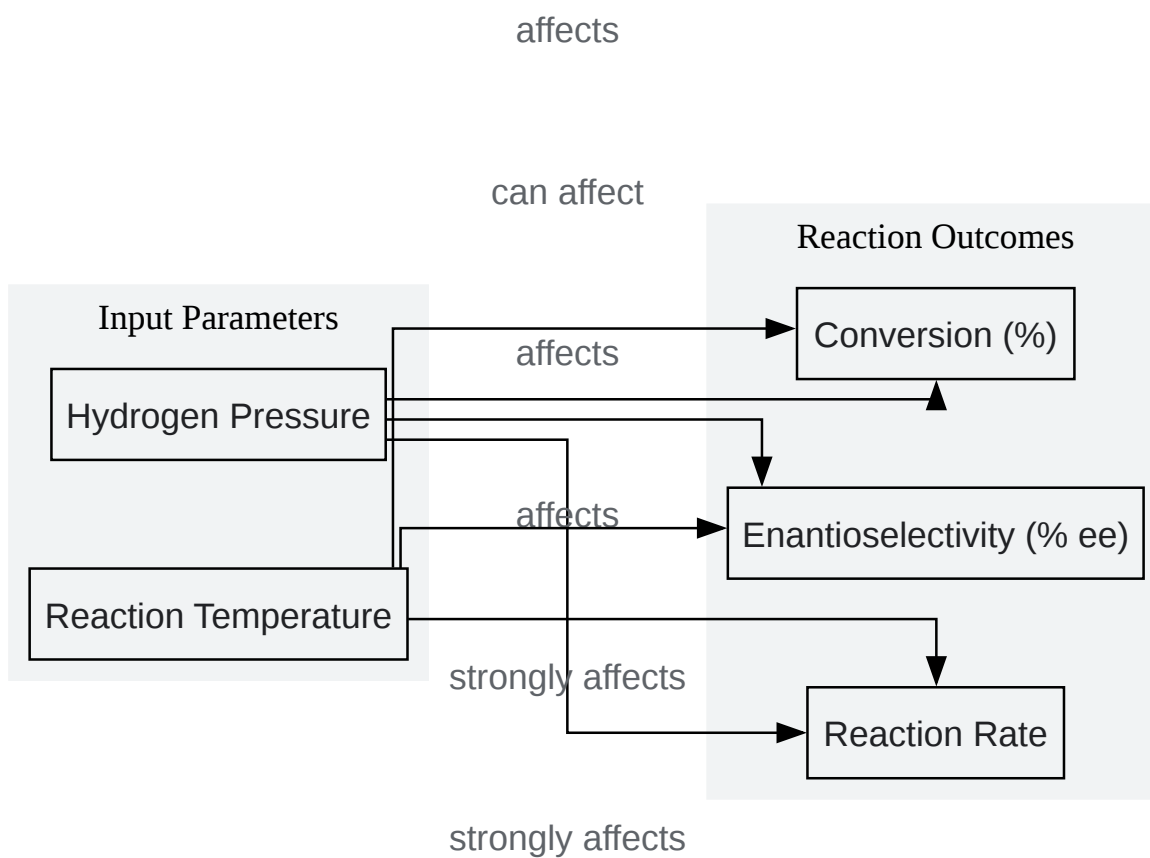 affects
can affect
Reaction Outcomes
Input Parameters
Conversion (%)
affects
Hydrogen Pressure
affects
Enantioselectivity (% ee)
Reaction Temperature
strongly affects
Reaction Rate
strongly affects